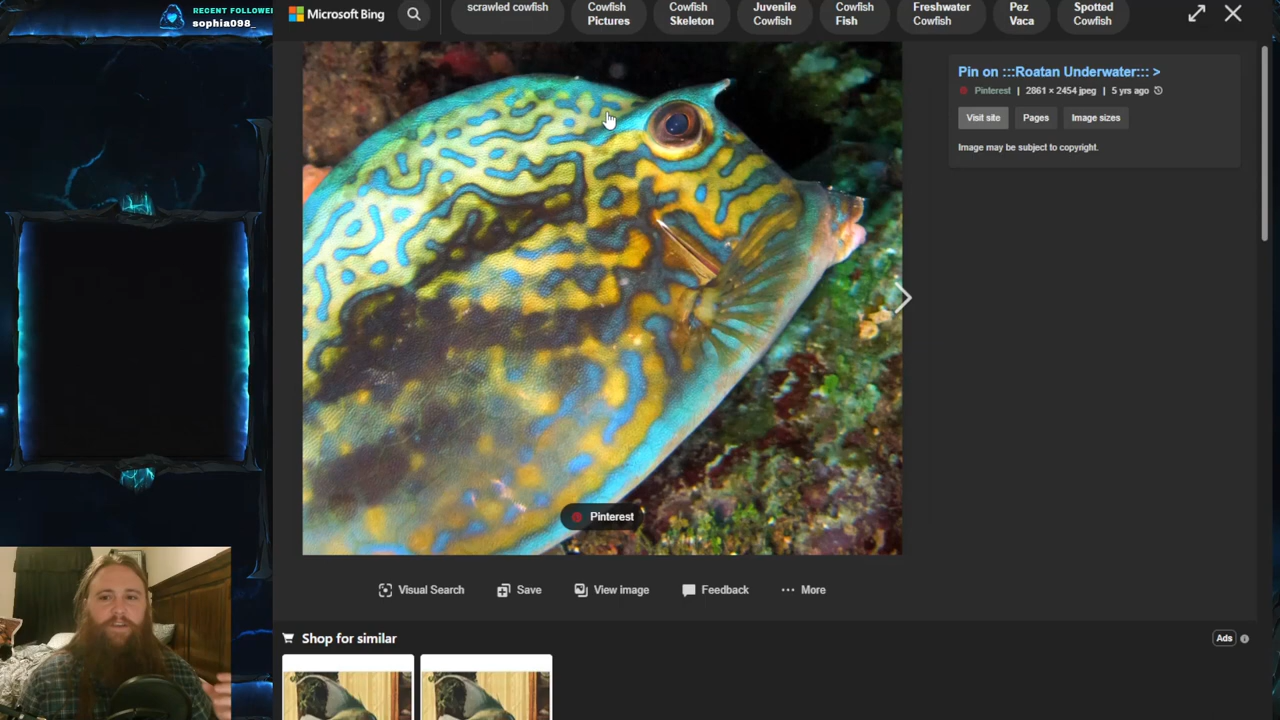 RECENT FOLLOWER
sophia098_
Microsoft Bing
scrawled cowfish
Cowfish
Pictures
Cowfish
Skeleton
Juvenile
Cowfish
Cowfish
Fish
Freshwater
Cowfish
Pez
Vaca
Spotted
Cowfish
Pin on :::Roatan Underwater::: >
Pinterest | 2861 × 2454 jpeg | 5 yrs ago
Visit site
Pages
Image sizes
Image may be subject to copyright.
Pinterest
Visual Search
Save
View image
Feedback
More
Shop for similar
Ads